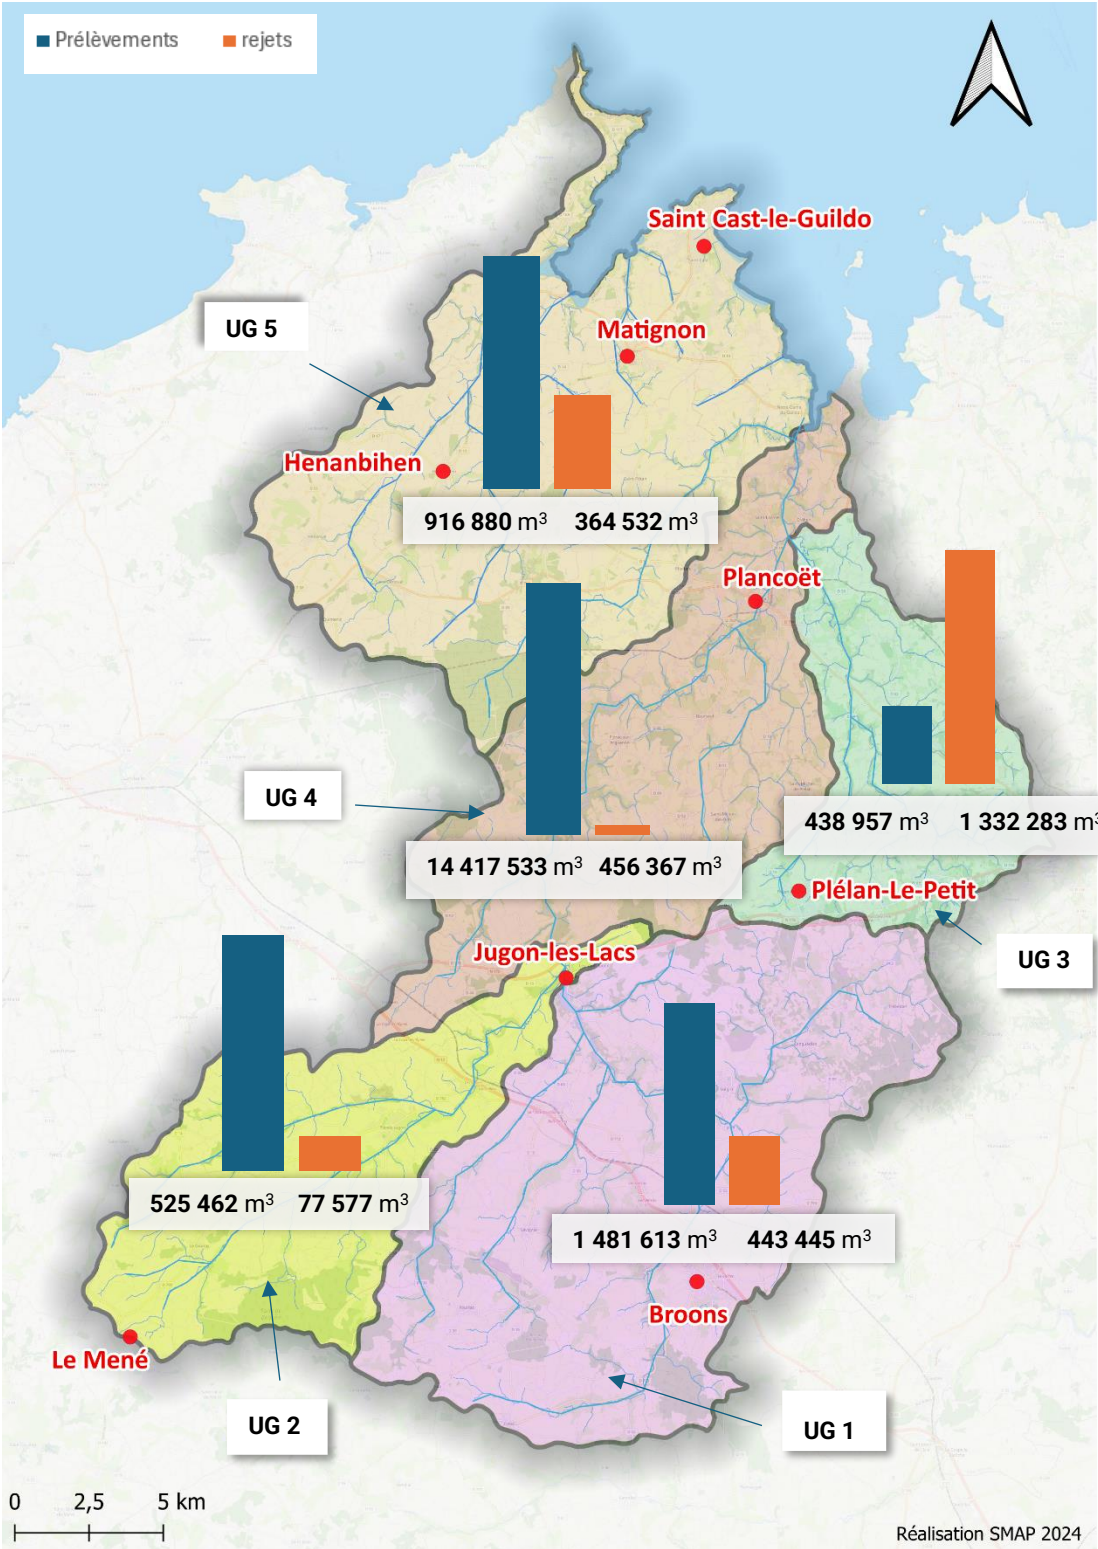 Prélèvements rejets
Saint Cast-le-Guildo
UG 5
Matignon
Henanbihen
916 880 m³ 364 532 m³
Plancoët
UG 4
438 957 m³ 1 332 283 m³
14 417 533 m³ 456 367 m³
Plélan-Le-Petit
Jugon-les-Lacs
UG 3
525 462 m³ 77 577 m³
1 481 613 m³ 443 445 m³
Broons
Le Mené
UG 2
UG 1
0 2,5 5 km
Réalisation SMAP 2024